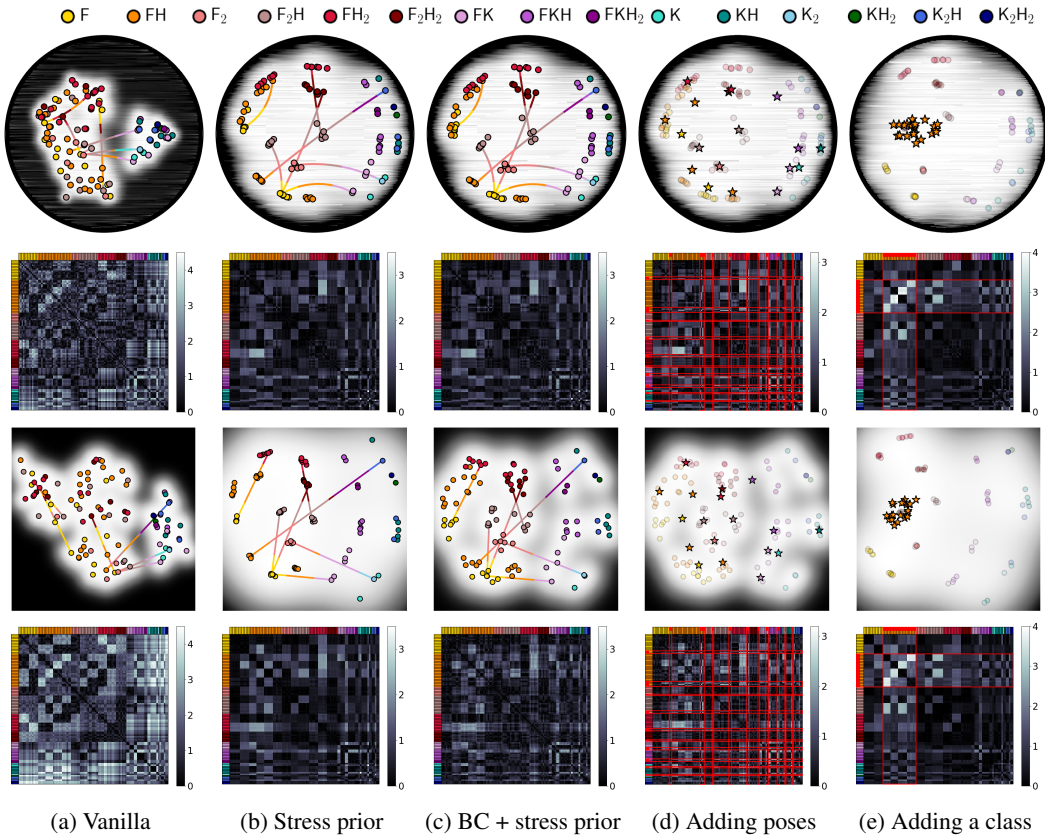 F FH F₂ F₂H FH₂ F₂H₂ FK FKH FKH₂ K KH K₂ KH₂ K₂H K₂H₂
4 3 2 1 0
3 2 1 0
3 2 1 0
3 2 1 0
4 3 2 1 0
4 3 2 1 0
3 2 1 0
3 2 1 0
3 2 1 0
4 3 2 1 0
(a) Vanilla (b) Stress prior (c) BC + stress prior (d) Adding poses (e) Adding a class